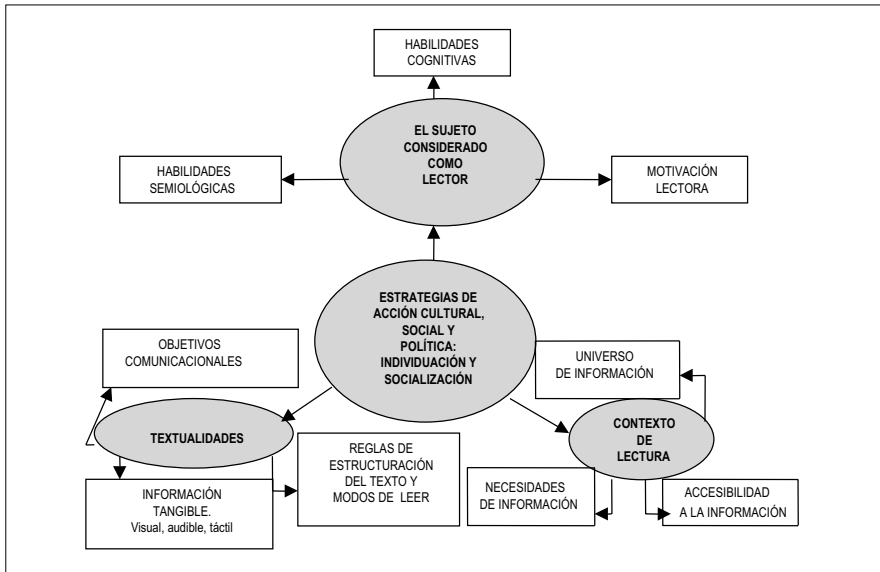 HABILIDADES
COGNITIVAS
EL SUJETO
CONSIDERADO
COMO
LECTOR
HABILIDADES
SEMIOLÓGICAS
MOTIVACIÓN
LECTORA
ESTRATEGIAS DE
ACCIÓN CULTURAL,
SOCIAL Y
POLÍTICA:
INDIVIDUACIÓN Y
SOCIALIZACIÓN
OBJETIVOS
COMUNICACIONALES
UNIVERSO
DE INFORMACIÓN
TEXTUALIDADES
CONTEXTO
DE
LECTURA
REGLAS DE
ESTRUCTURACIÓN
DEL TEXTO Y
MODOS DE LEER
INFORMACIÓN
TANGIBLE.
Visual, audible, táctil
NECESIDADES
DE INFORMACIÓN
ACCESIBILIDAD
A LA INFORMACIÓN